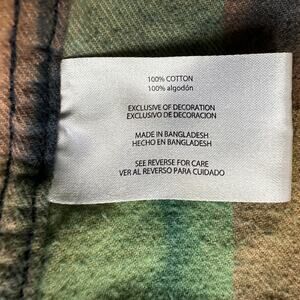 100% COTTON
100% algodón
EXCLUSIVE OF DECORATION
EXCLUSIVO DE DECORACION
MADE IN BANGLADESH
HECHO EN BANGLADESH
SEE REVERSE FOR CARE
VER AL REVERSO PARA CUIDADO